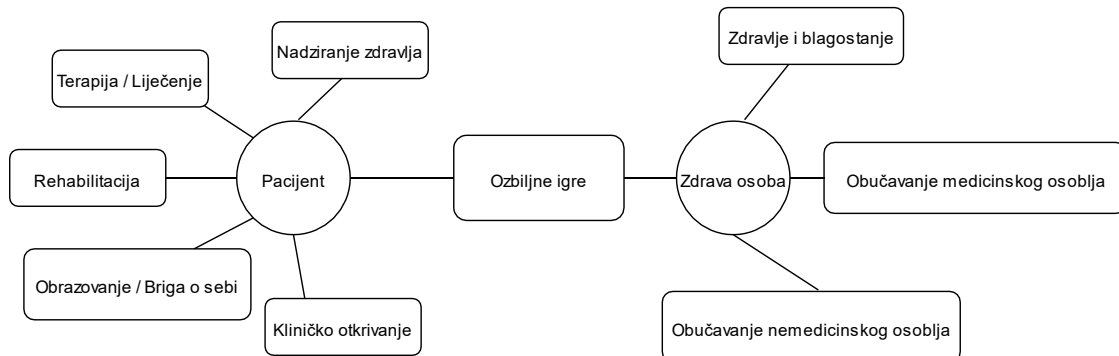 Nadziranje zdravlja
Terapija / Liječenje
Rehabilitacija
Pacijent
Obrazovanje / Briga o sebi
Kliničko otkrivanje
Ozbiljne igre
Zdravlje i blagostanje
Zdrava osoba
Obučavanje medicinskog osoblja
Obučavanje nemedicinskog osoblja